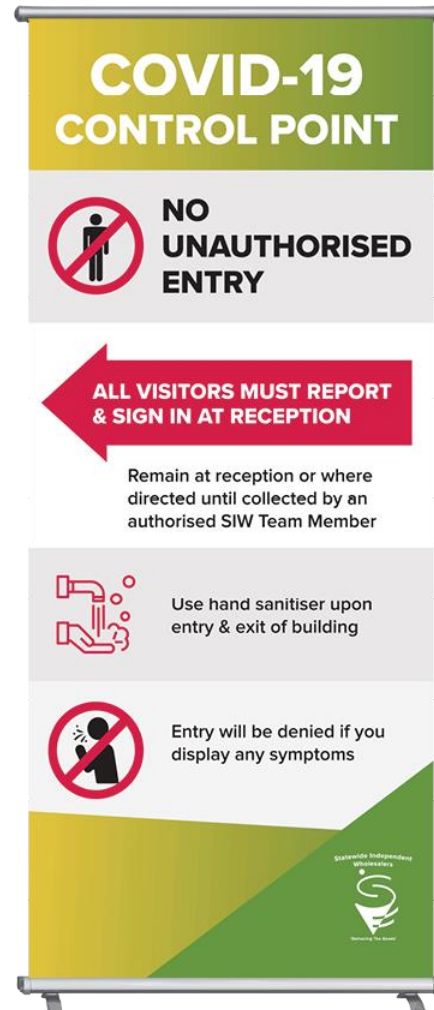 COVID-19
CONTROL POINT
NO
UNAUTHORISED
ENTRY
ALL VISITORS MUST REPORT
& SIGN IN AT RECEPTION
Remain at reception or where
directed until collected by an
authorised SIW Team Member
Use hand sanitiser upon
entry & exit of building
Entry will be denied if you
display any symptoms
Statewide Independent
Wholesalers